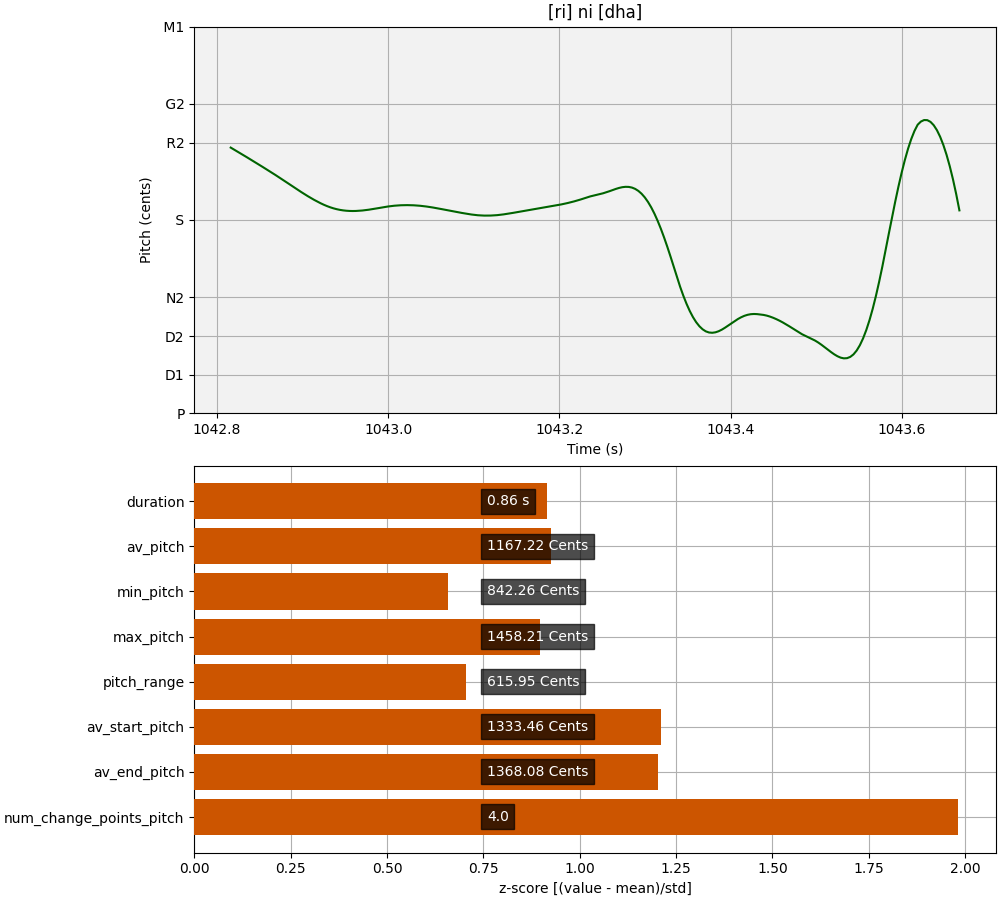 [ri] ni [dha]
M1
G2
R2
S
N2
D2
D1
P
Pitch (cents)
1042.8 1043.0 1043.2 1043.4 1043.6
Time (s)
duration 0.86 s
av_pitch 1167.22 Cents
min_pitch 842.26 Cents
max_pitch 1458.21 Cents
pitch_range 615.95 Cents
av_start_pitch 1333.46 Cents
av_end_pitch 1368.08 Cents
num_change_points_pitch 4.0
0.00 0.25 0.50 0.75 1.00 1.25 1.50 1.75 2.00
z-score [(value - mean)/std]